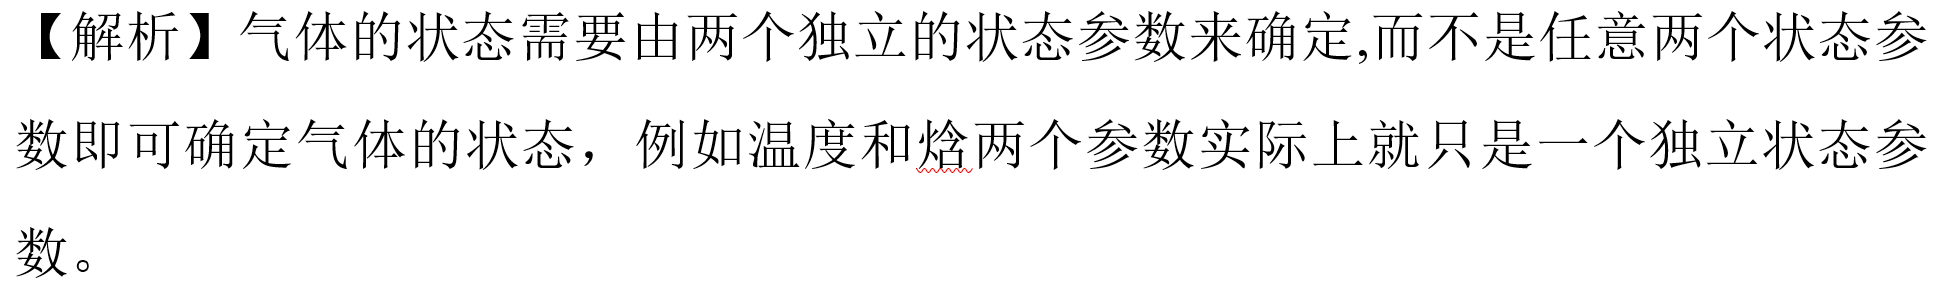 【解析】气体的状态需要由两个独立的状态参数来确定,而不是任意两个状态参
数即可确定气体的状态，例如温度和焓两个参数实际上就只是一个独立状态参
数。